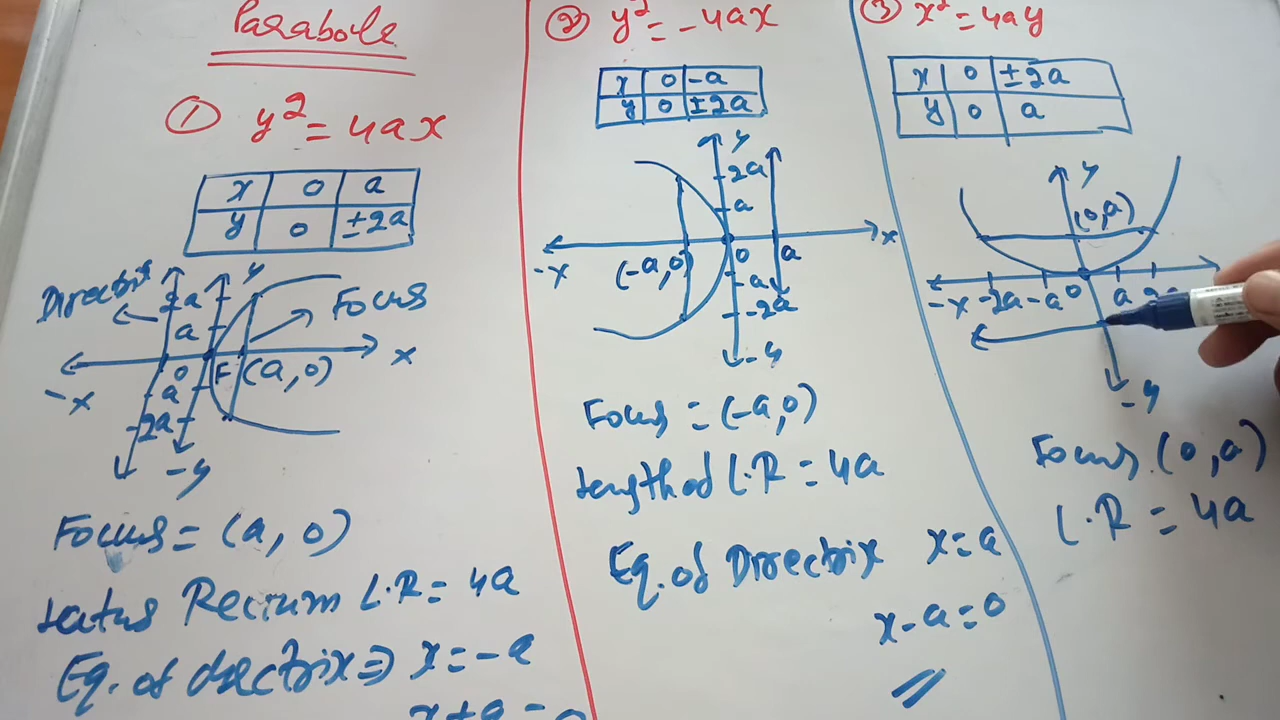 Parabola
① y² = 4ax
x 0 a
y 0 ±2a
Directrix
y
2a
a
Focus
-x
0
F
(a, 0)
x
a
-2a
-y
Focus = (a, 0)
Latus Rectum L.R = 4a
Eq. of directrix ⇒ x = -a
x + a = 0
② y² = -4ax
x 0 -a
y 0 ±2a
y
2a
a
-x
(-a, 0)
0
a
x
-a
-2a
-y
Focus = (-a, 0)
Length of L.R = 4a
Eq. of Directrix x = a
x - a = 0
③ x² = 4ay
x 0 ±2a
y 0 a
y
(0, a)
-x -2a -a 0 a 2a
-y
Focus (0, a)
L.R = 4a